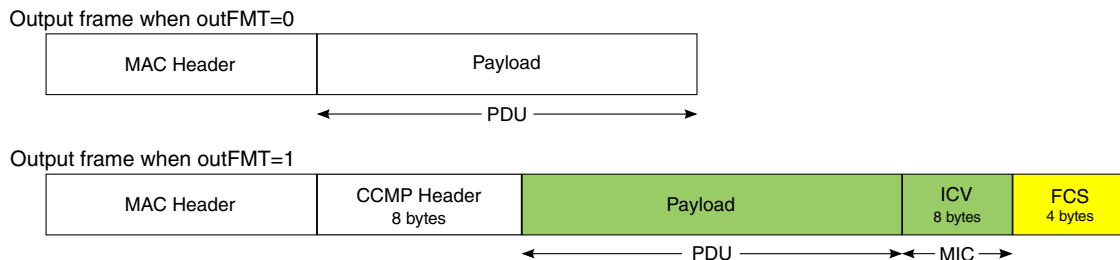 Output frame when outFMT=0
MAC Header Payload
PDU
Output frame when outFMT=1
MAC Header CCMP Header 8 bytes Payload ICV 8 bytes FCS 4 bytes
PDU MIC